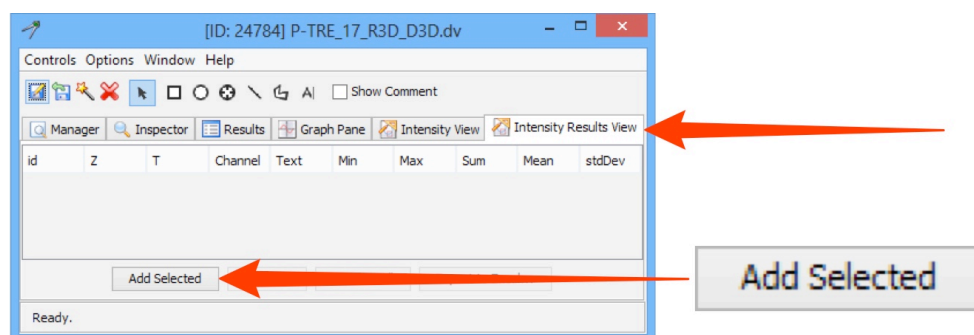 [ID: 24784] P-TRE_17_R3D_D3D.dv
Controls Options Window Help
A Show Comment
Manager Inspector Results Graph Pane Intensity View Intensity Results View
id Z T Channel Text Min Max Sum Mean stdDev
Add Selected
Add Selected
Ready.